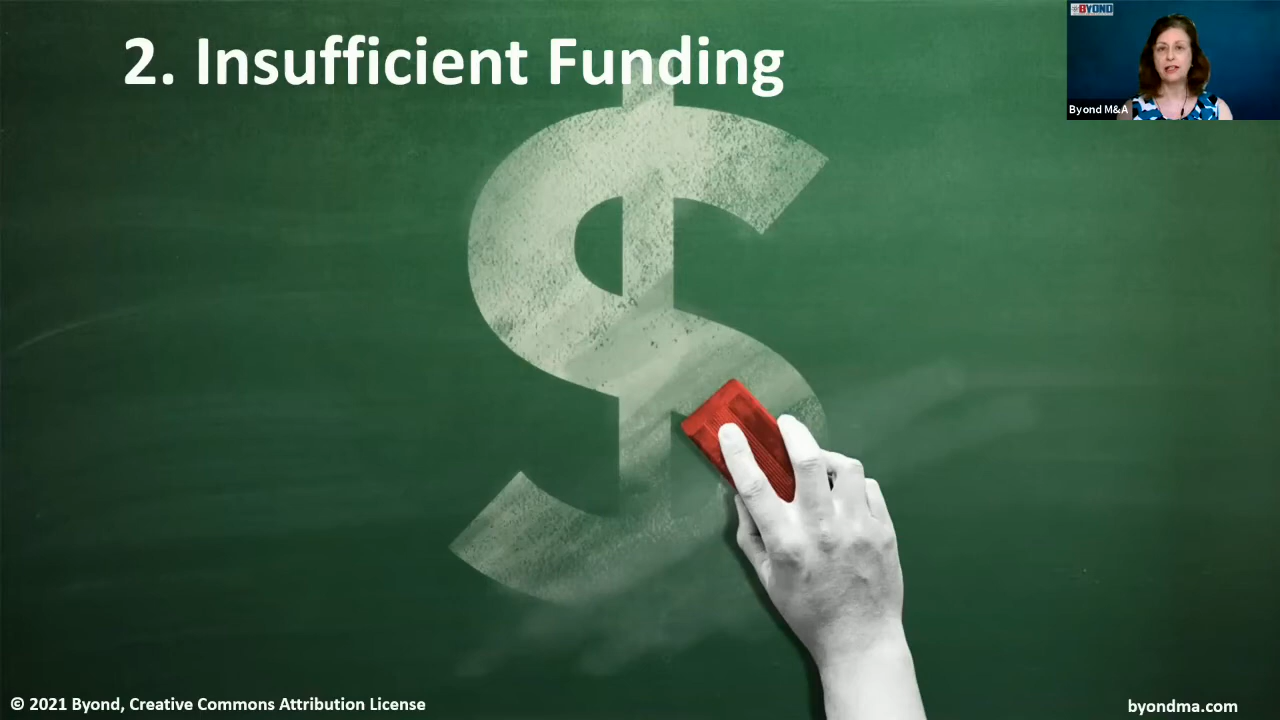 2. Insufficient Funding
BYOND
Byond M&A
© 2021 Byond, Creative Commons Attribution License
byondma.com